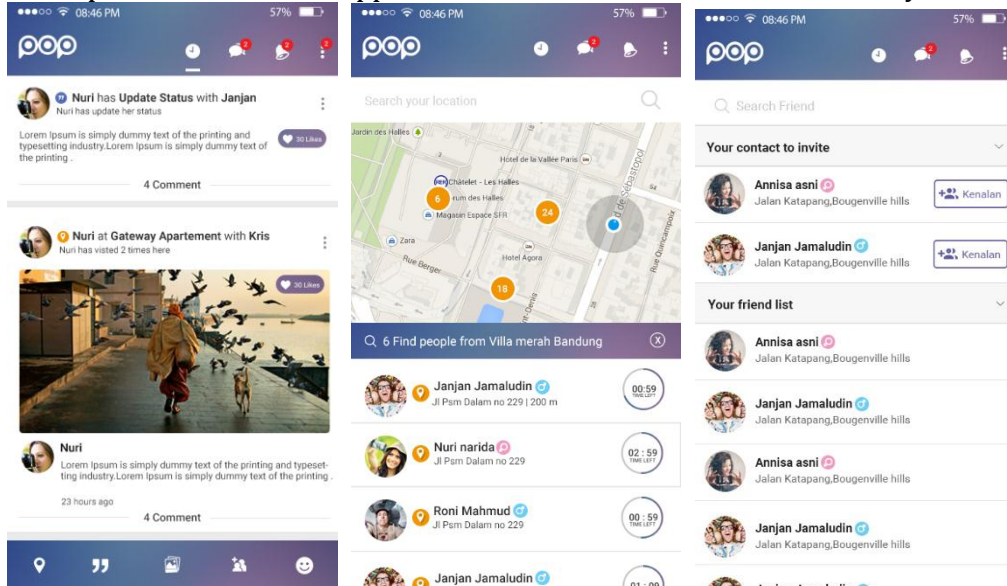 08:46 PM 57%
pop
2 2 2
Nuri has Update Status with Janjan
Nuri has update her status
Lorem Ipsum is simply dummy text of the printing and
typesetting industry.Lorem Ipsum is simply dummy text of
the printing .
30 Likes
4 Comment
Nuri at Gateway Apartement with Kris
Nuri has visted 2 times here
30 Likes
Nuri
Lorem Ipsum is simply dummy text of the printing and typeset-
ting industry.Lorem Ipsum is simply dummy text of the printing .
23 hours ago
4 Comment
08:46 PM 57%
pop
2
Search your location
Jardin des Halles
Hôtel de la Vallée Paris
Châtelet - Les Halles
6
rum des Halles
24
Magasin Espace SFR
d de Sébastopol
Zara
Rue Berger
Hotel Agora
Rue Quincampoix
18
nt-Denis
6 Find people from Villa merah Bandung
Janjan Jamaludin
Jl Psm Dalam no 229 | 200 m
00:59
TIME LEFT
Nuri narida
Jl Psm Dalam no 229
02 : 59
TIME LEFT
Roni Mahmud
Jl Psm Dalam no 229
00 : 59
TIME LEFT
Janjan Jamaludin
01 : 09
08:46 PM 57%
pop
2
Search Friend
Your contact to invite
Annisa asni
Jalan Katapang,Bougenville hills
Kenalan
Janjan Jamaludin
Jalan Katapang,Bougenville hills
Kenalan
Your friend list
Annisa asni
Jalan Katapang,Bougenville hills
Janjan Jamaludin
Jalan Katapang,Bougenville hills
Annisa asni
Jalan Katapang,Bougenville hills
Janjan Jamaludin
Jalan Katapang,Bougenville hills